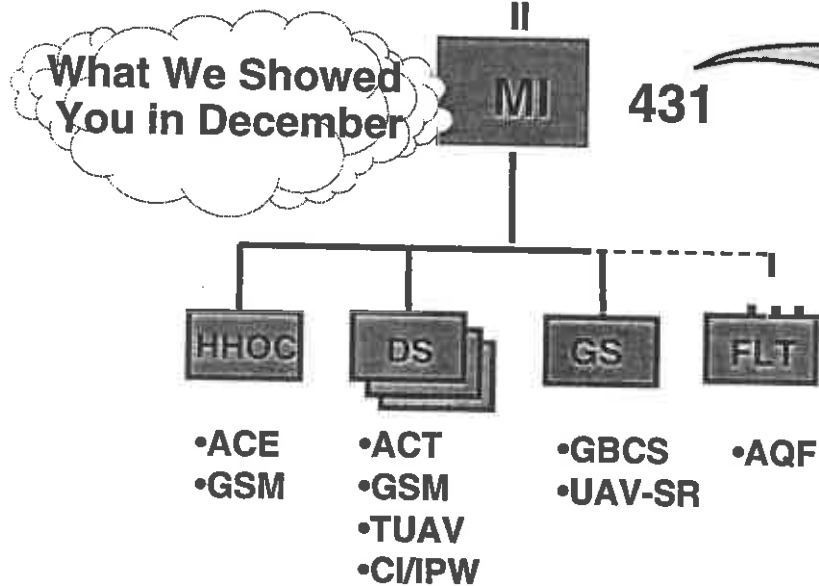 What We Showed
You in December
II
MI
431
HHOC
DS
GS
FLT
•ACE
•GSM
•ACT
•GSM
•TUAV
•CI/IPW
•GBCS
•UAV-SR
•AQF